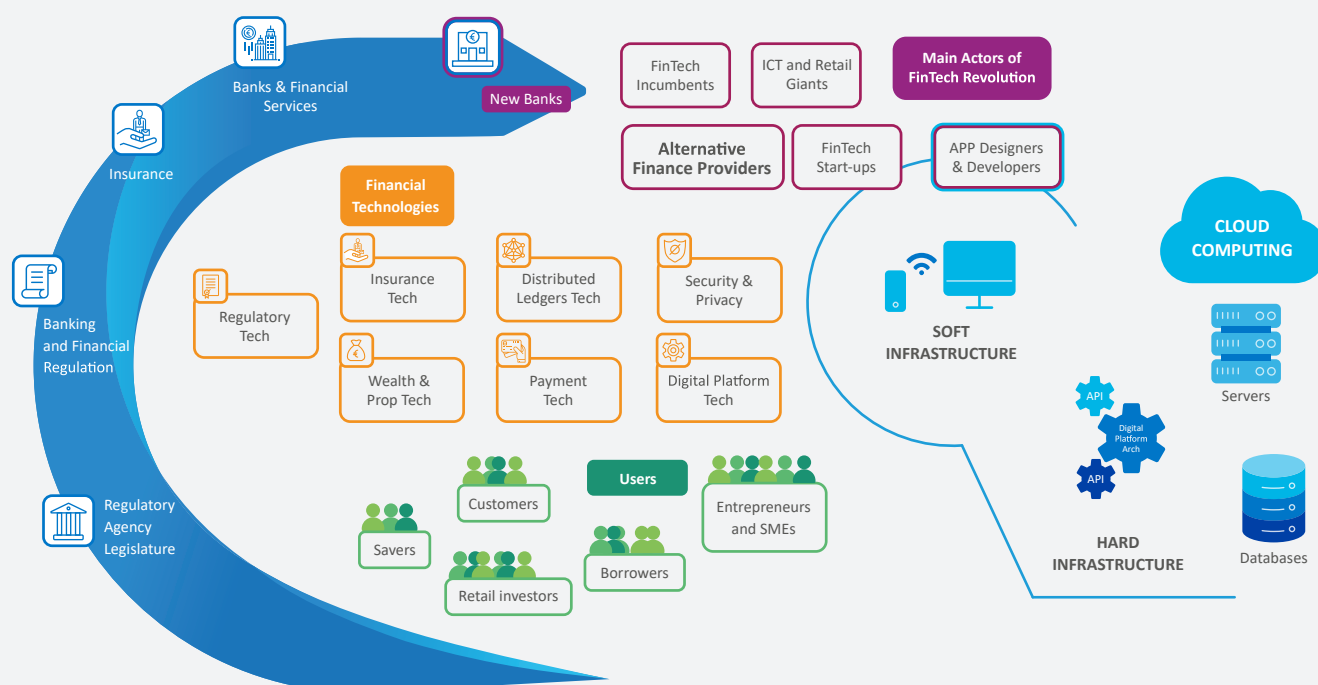 Banks & Financial
Services
New Banks
Insurance
Banking
and Financial
Regulation
Regulatory
Agency
Legislature
FinTech
Incumbents
ICT and Retail
Giants
Main Actors of
FinTech Revolution
Alternative
Finance Providers
FinTech
Start-ups
APP Designers
& Developers
Financial
Technologies
Regulatory
Tech
Insurance
Tech
Distributed
Ledgers Tech
Security &
Privacy
Wealth &
Prop Tech
Payment
Tech
Digital Platform
Tech
Users
Customers
Savers
Retail investors
Borrowers
Entrepreneurs
and SMEs
SOFT
INFRASTRUCTURE
CLOUD
COMPUTING
Servers
API
Digital
Platform
Arch
API
HARD
INFRASTRUCTURE
Databases